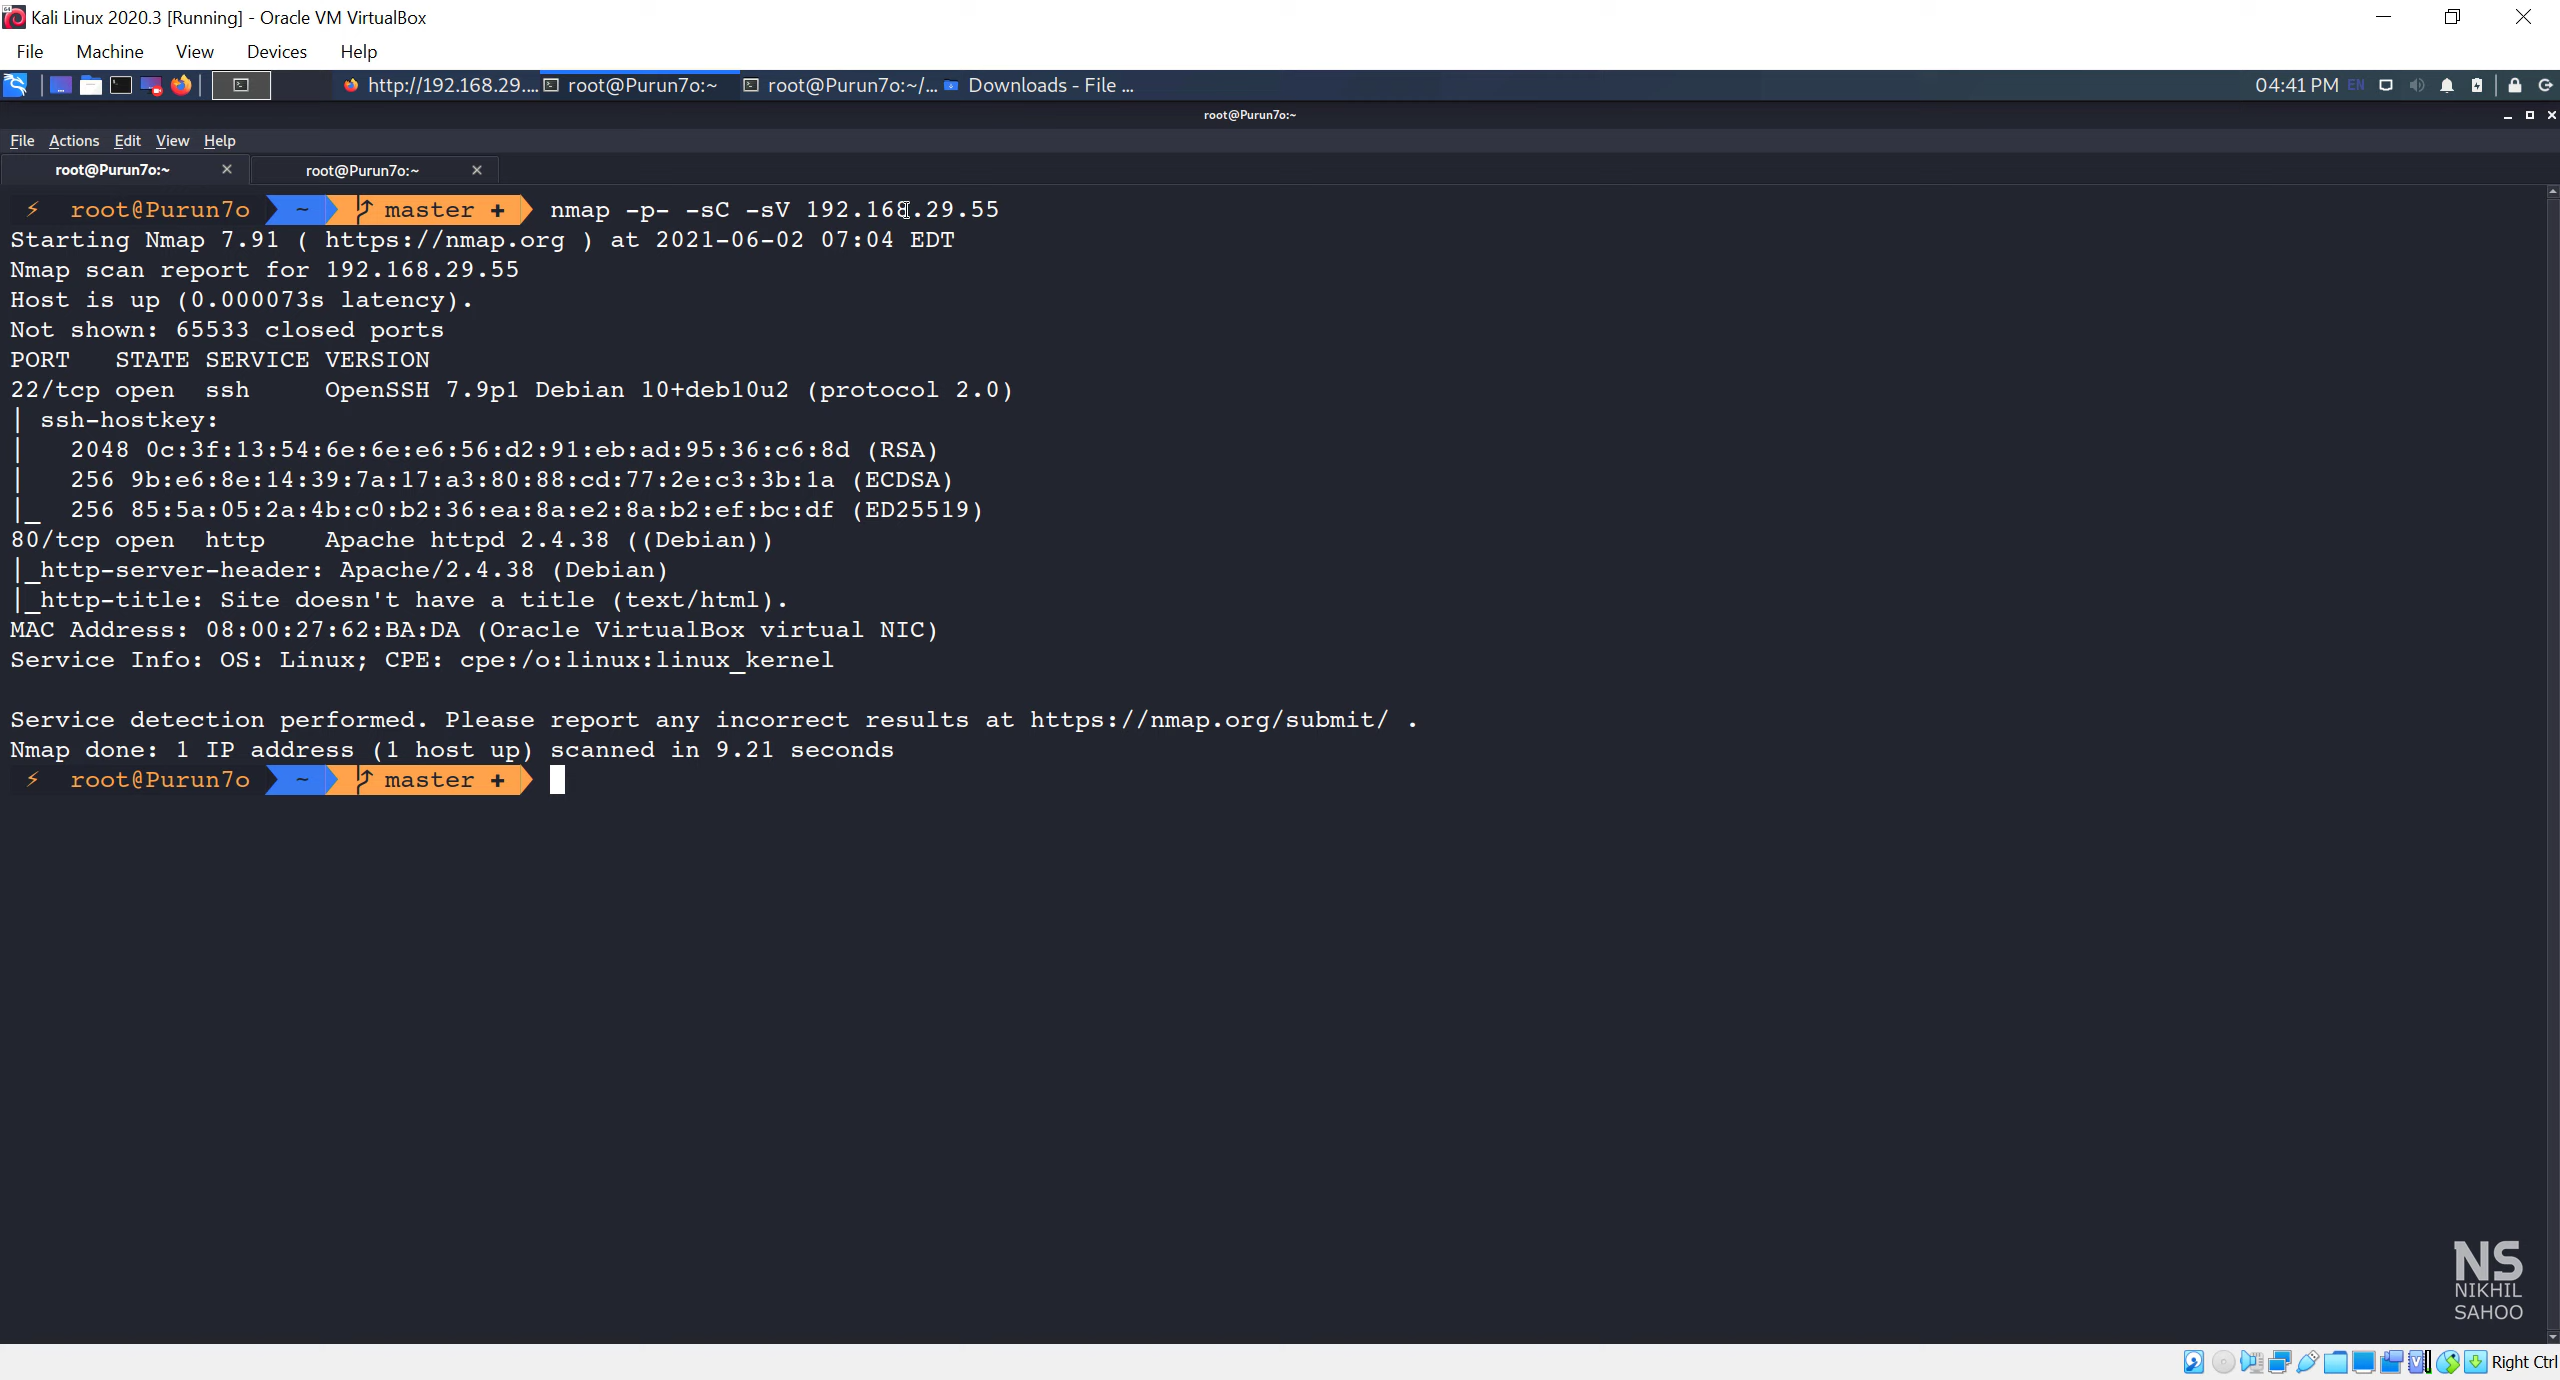 Kali Linux 2020.3 [Running] - Oracle VM VirtualBox
File Machine View Devices Help
http://192.168.29.... root@Purun7o:~ root@Purun7o:~/... Downloads - File ... 04:41 PM EN
root@Purun7o:~
File Actions Edit View Help
root@Purun7o:~ root@Purun7o:~
root@Purun7o ~ master + nmap -p- -sC -sV 192.168.29.55
Starting Nmap 7.91 ( https://nmap.org ) at 2021-06-02 07:04 EDT
Nmap scan report for 192.168.29.55
Host is up (0.000073s latency).
Not shown: 65533 closed ports
PORT   STATE SERVICE VERSION
22/tcp open  ssh     OpenSSH 7.9p1 Debian 10+deb10u2 (protocol 2.0)
| ssh-hostkey:
|   2048 0c:3f:13:54:6e:6e:e6:56:d2:91:eb:ad:95:36:c6:8d (RSA)
|   256 9b:e6:8e:14:39:7a:17:a3:80:88:cd:77:2e:c3:3b:1a (ECDSA)
|_  256 85:5a:05:2a:4b:c0:b2:36:ea:8a:e2:8a:b2:ef:bc:df (ED25519)
80/tcp open  http    Apache httpd 2.4.38 ((Debian))
|_http-server-header: Apache/2.4.38 (Debian)
|_http-title: Site doesn't have a title (text/html).
MAC Address: 08:00:27:62:BA:DA (Oracle VirtualBox virtual NIC)
Service Info: OS: Linux; CPE: cpe:/o:linux:linux_kernel
Service detection performed. Please report any incorrect results at https://nmap.org/submit/ .
Nmap done: 1 IP address (1 host up) scanned in 9.21 seconds
root@Purun7o ~ master +
NS
NIKHIL
SAHOO
Right Ctrl